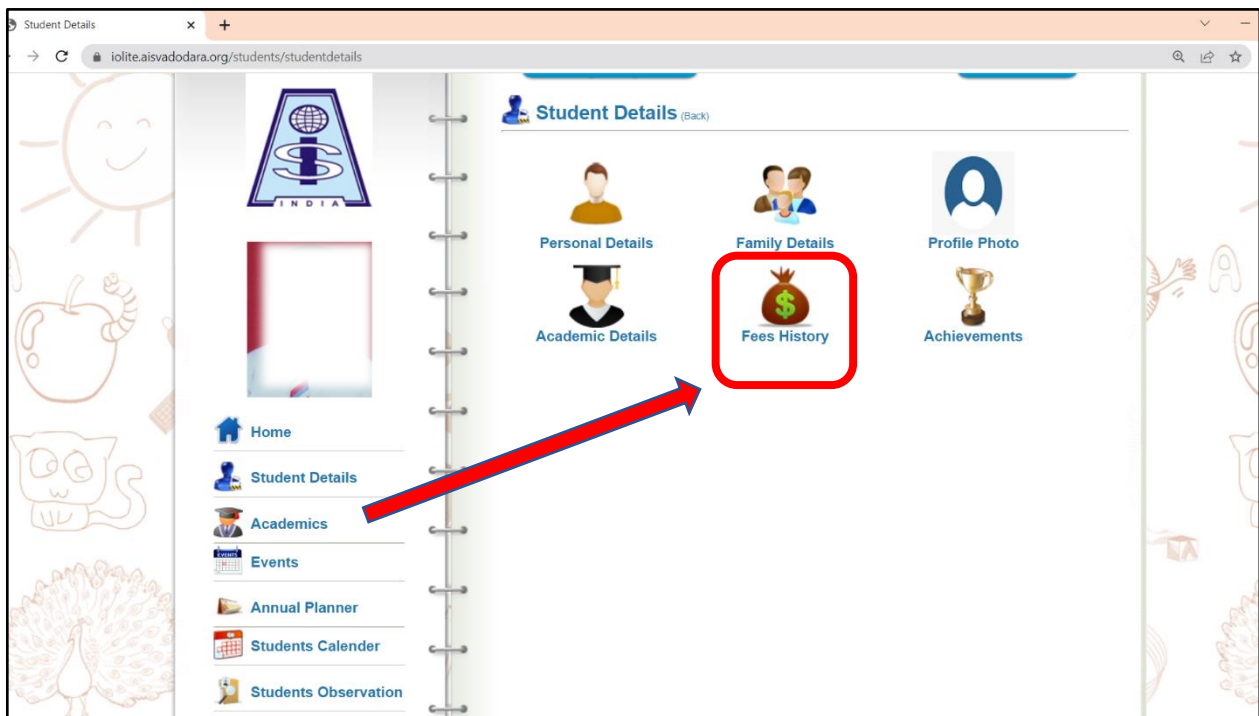 Student Details
iolite.aisvadodara.org/students/studentdetails
AIS
INDIA
Student Details (Back)
Personal Details
Family Details
Profile Photo
Academic Details
Fees History
Achievements
Home
Student Details
Academics
EVENTS
Events
Annual Planner
Students Calender
Students Observation